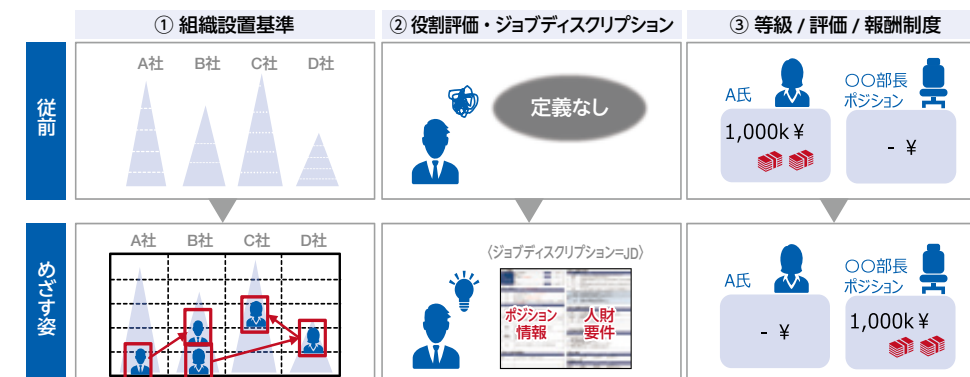 ① 組織設置基準
② 役割評価・ジョブディスクリプション
③ 等級 / 評価 / 報酬制度
従前
A社 B社 C社 D社
定義なし
A氏
〇〇部長
ポジション
1,000k¥
- ¥
めざす姿
A社 B社 C社 D社
〈ジョブディスクリプション=JD〉
ポジション
情報
人財
要件
A氏
〇〇部長
ポジション
- ¥
1,000k¥